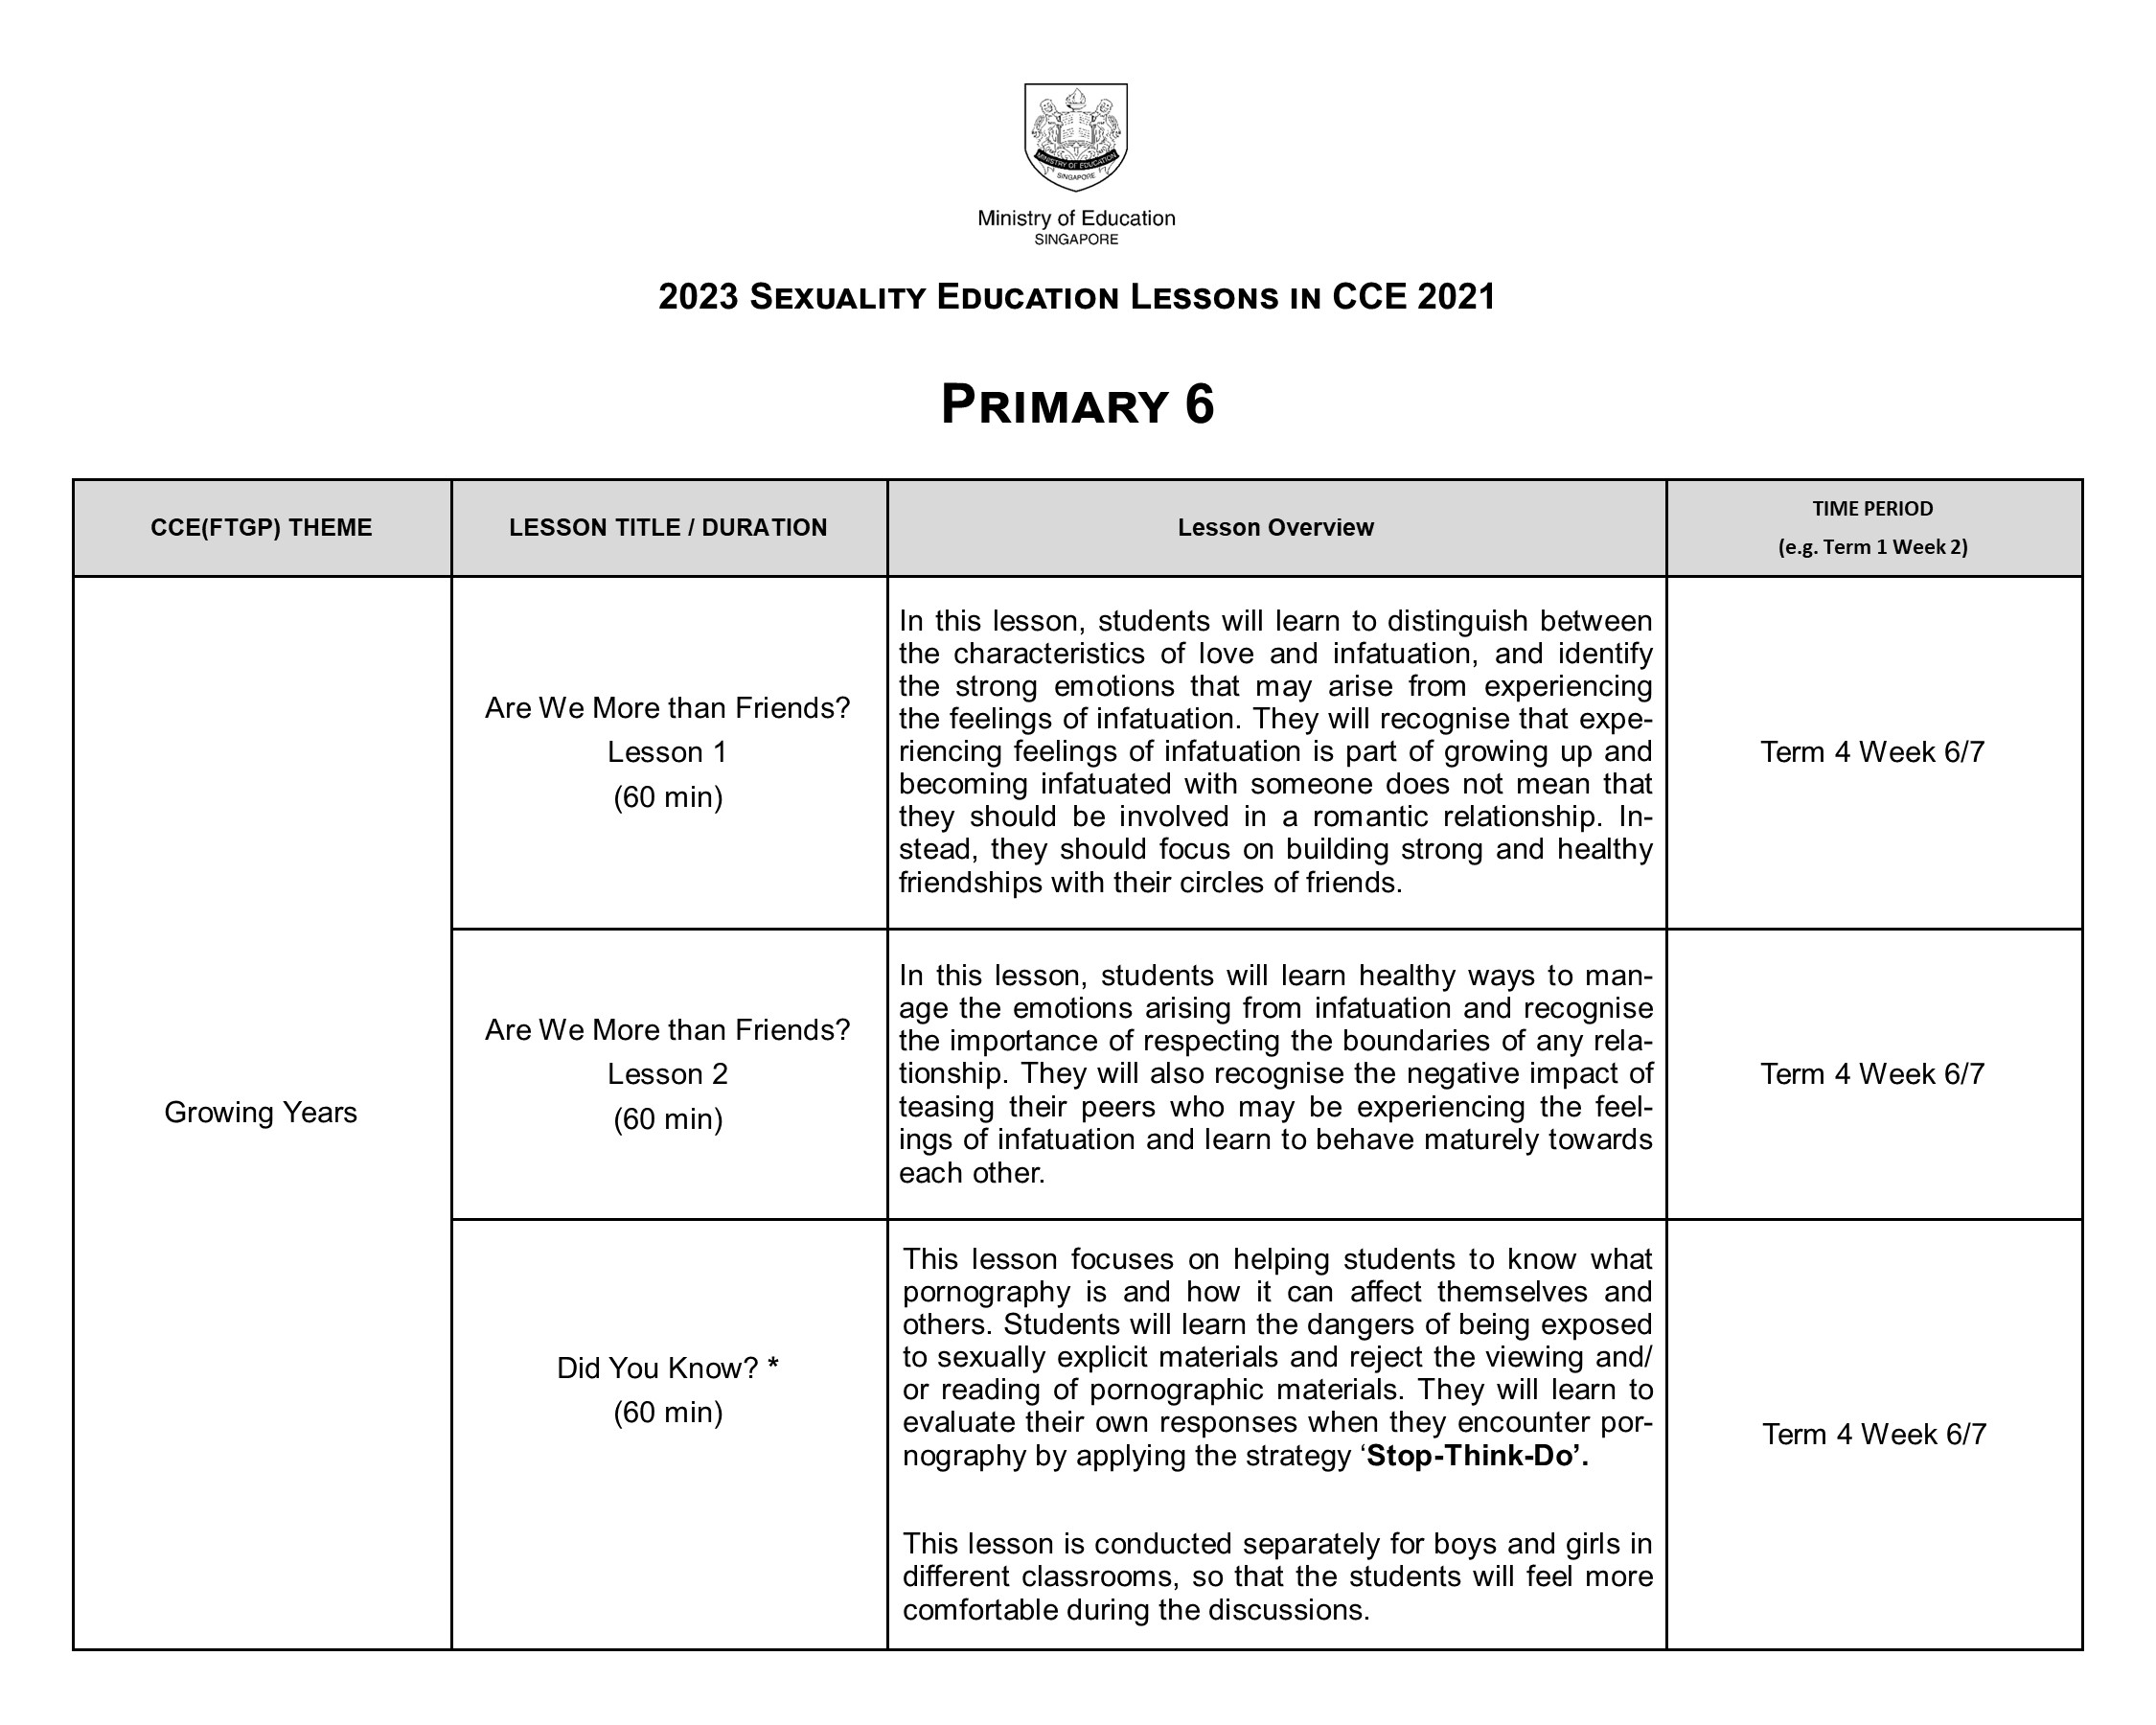 MINISTRY OF EDUCATION
SINGAPORE
Ministry of Education
SINGAPORE
2023 SEXUALITY EDUCATION LESSONS IN CCE 2021
PRIMARY 6
CCE(FTGP) THEME
LESSON TITLE / DURATION
Lesson Overview
TIME PERIOD
(e.g. Term 1 Week 2)
Growing Years
Are We More than Friends?
Lesson 1
(60 min)
In this lesson, students will learn to distinguish between
the characteristics of love and infatuation, and identify
the strong emotions that may arise from experiencing
the feelings of infatuation. They will recognise that expe-
riencing feelings of infatuation is part of growing up and
becoming infatuated with someone does not mean that
they should be involved in a romantic relationship. In-
stead, they should focus on building strong and healthy
friendships with their circles of friends.
Term 4 Week 6/7
Are We More than Friends?
Lesson 2
(60 min)
In this lesson, students will learn healthy ways to man-
age the emotions arising from infatuation and recognise
the importance of respecting the boundaries of any rela-
tionship. They will also recognise the negative impact of
teasing their peers who may be experiencing the feel-
ings of infatuation and learn to behave maturely towards
each other.
Term 4 Week 6/7
Did You Know? *
(60 min)
This lesson focuses on helping students to know what
pornography is and how it can affect themselves and
others. Students will learn the dangers of being exposed
to sexually explicit materials and reject the viewing and/
or reading of pornographic materials. They will learn to
evaluate their own responses when they encounter por-
nography by applying the strategy ‘Stop-Think-Do’.
This lesson is conducted separately for boys and girls in
different classrooms, so that the students will feel more
comfortable during the discussions.
Term 4 Week 6/7